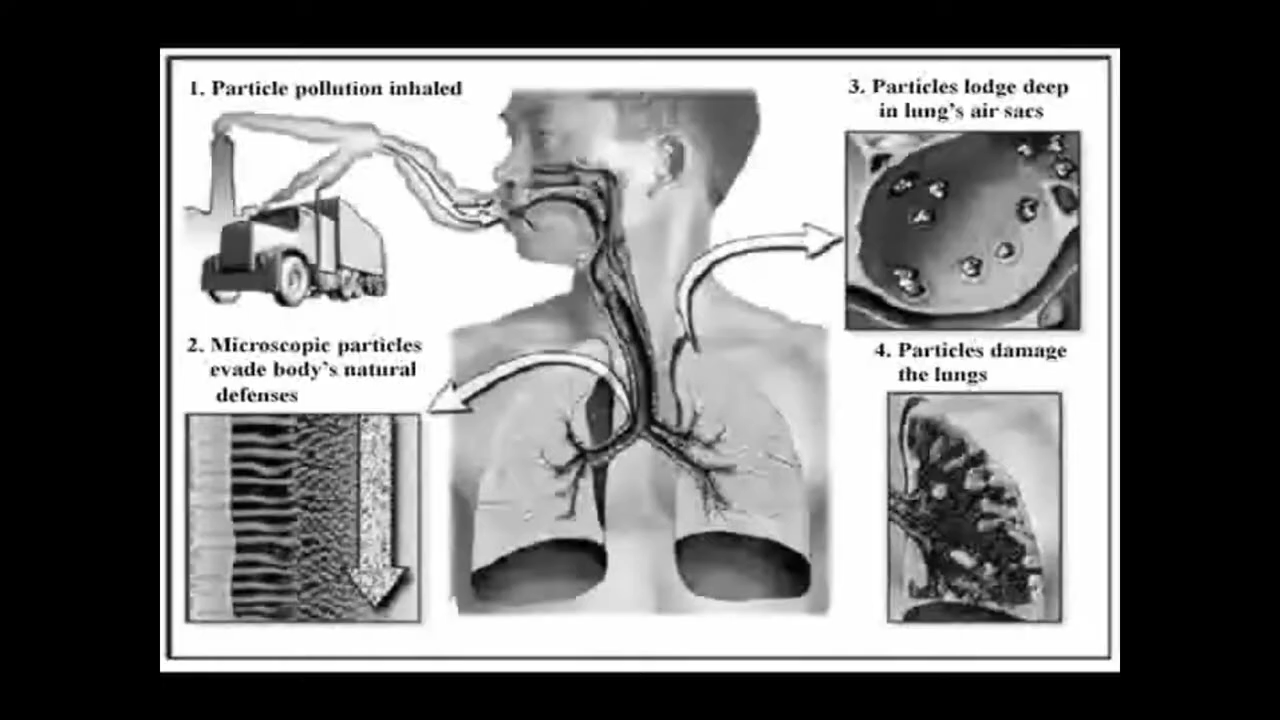 1. Particle pollution inhaled
2. Microscopic particles
evade body's natural
defenses
3. Particles lodge deep
in lung's air sacs
4. Particles damage
the lungs